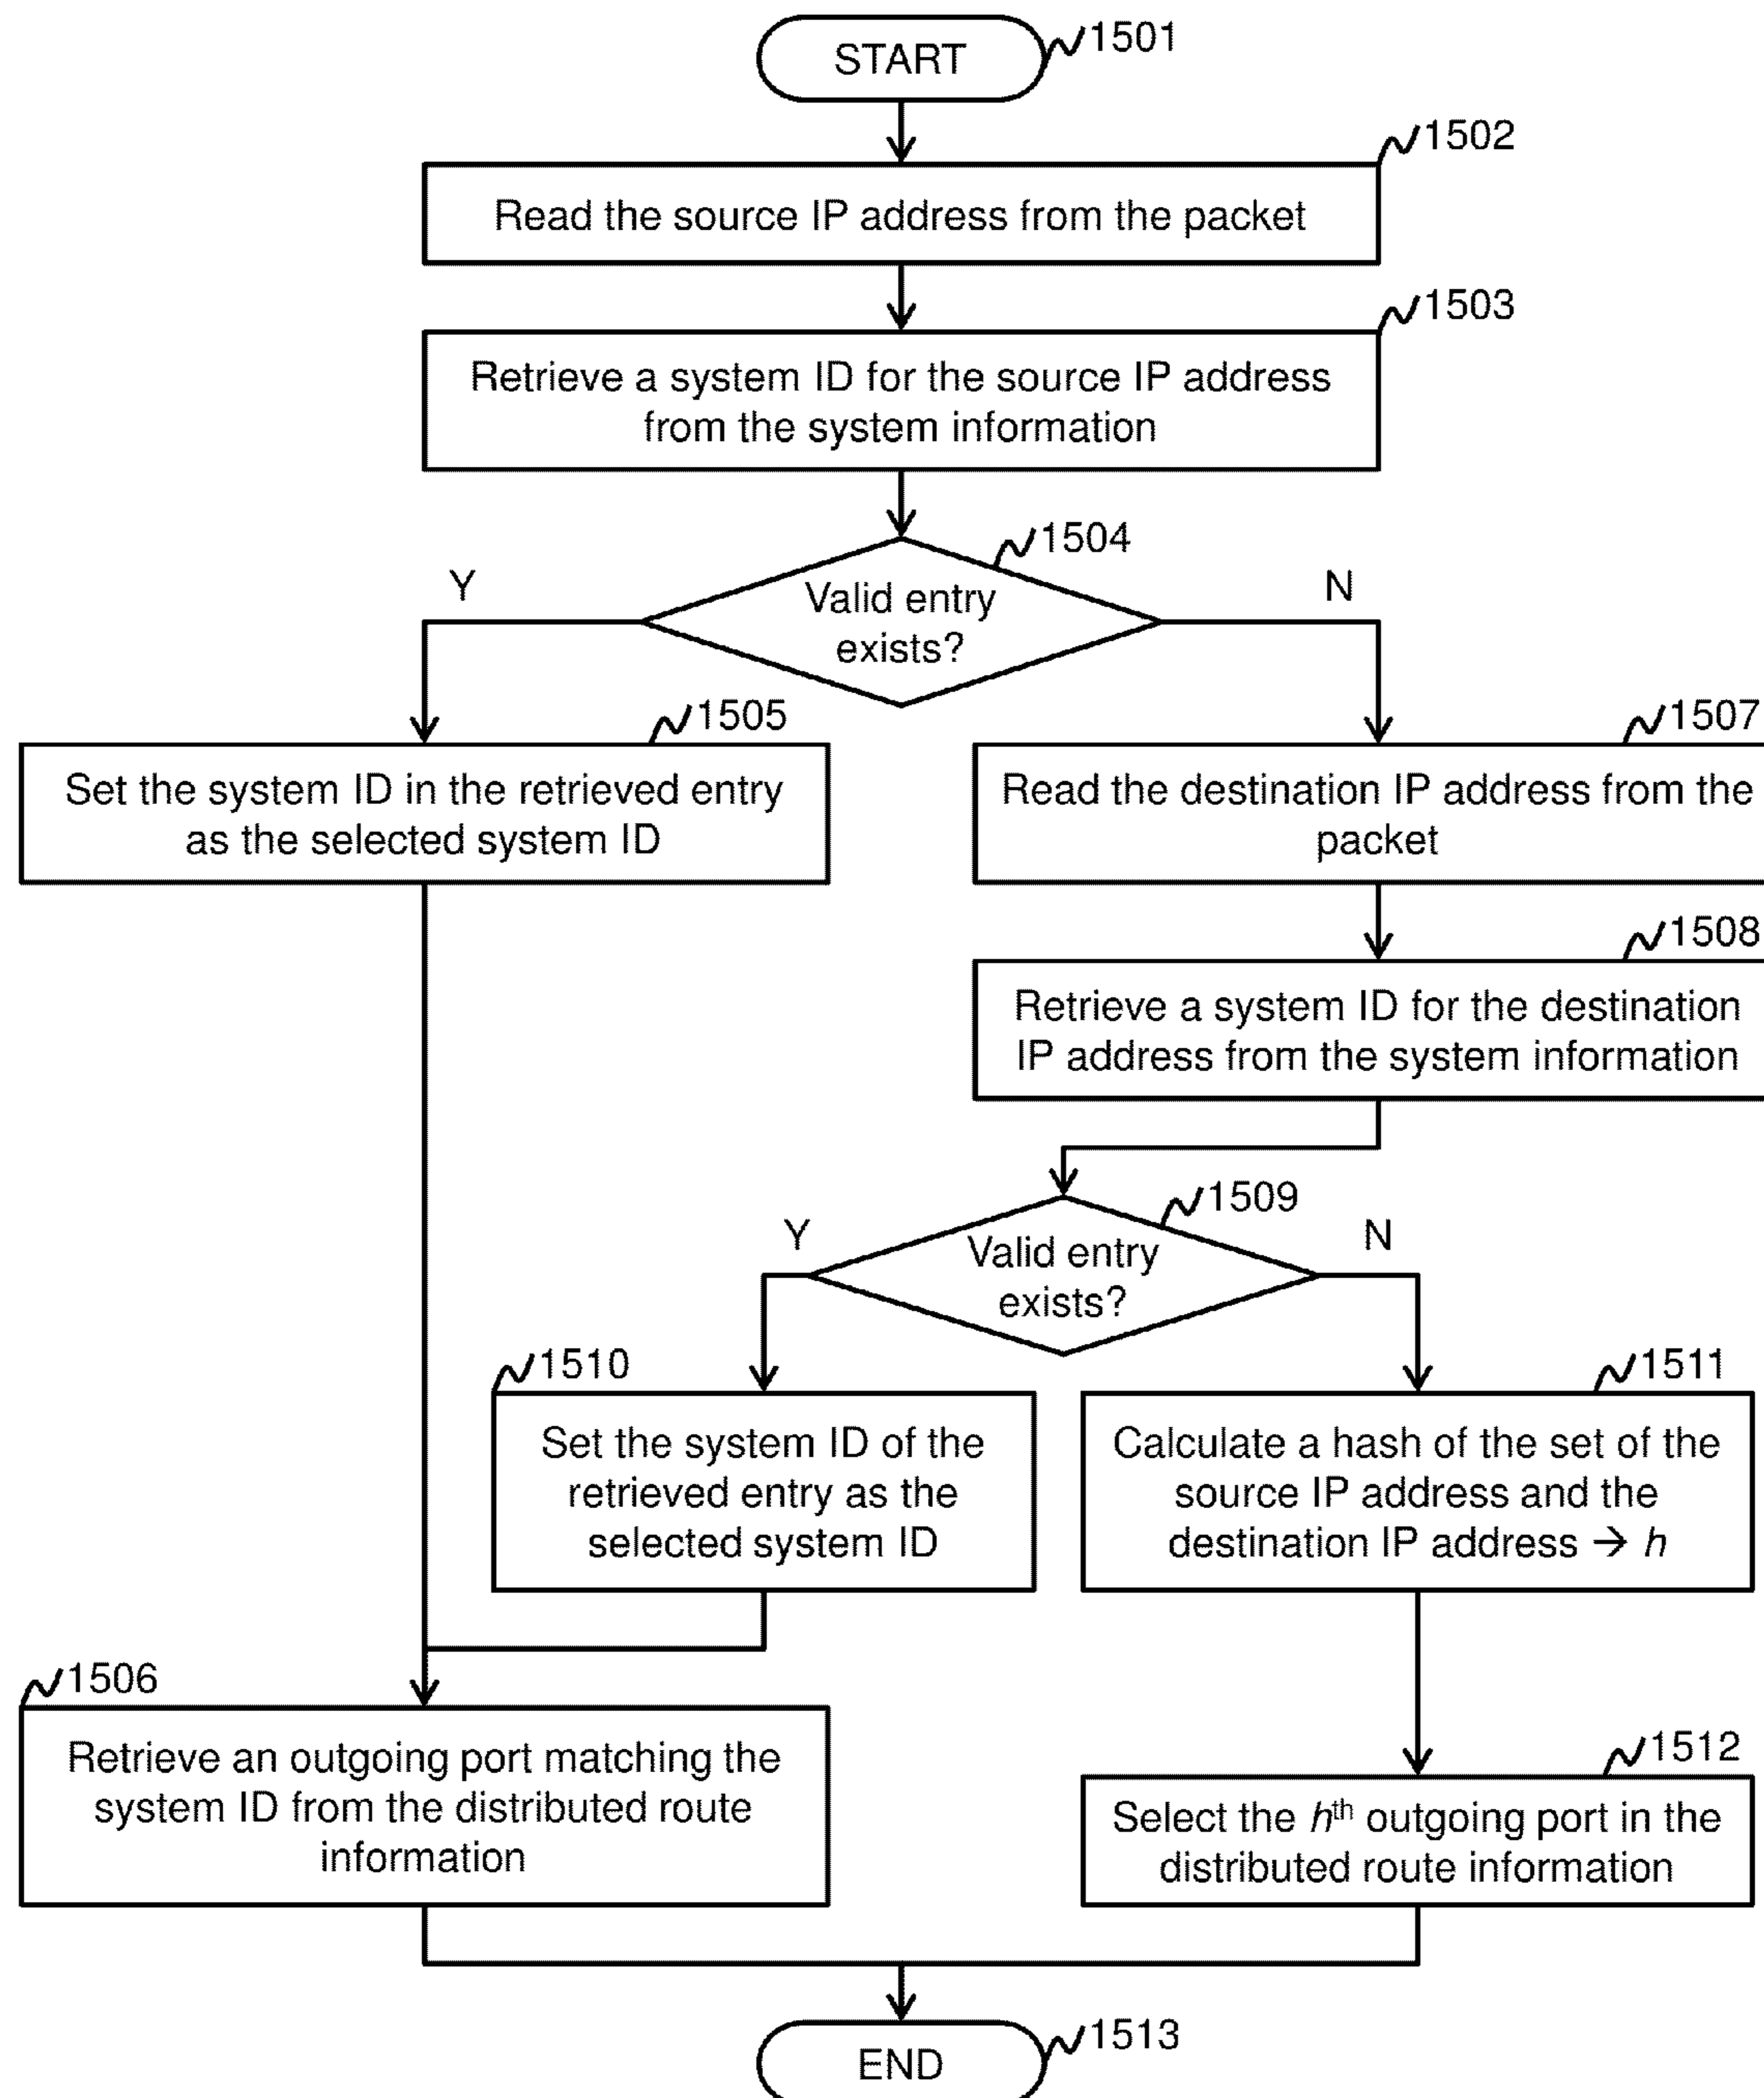 START
1501
1502
Read the source IP address from the packet
1503
Retrieve a system ID for the source IP address
from the system information
1504
Y
Valid entry
exists?
N
1505
Set the system ID in the retrieved entry
as the selected system ID
1507
Read the destination IP address from the
packet
1508
Retrieve a system ID for the destination
IP address from the system information
1509
Y
Valid entry
exists?
N
1510
Set the system ID of the
retrieved entry as the
selected system ID
1511
Calculate a hash of the set of the
source IP address and the
destination IP address → h
1506
Retrieve an outgoing port matching the
system ID from the distributed route
information
1512
Select the hth outgoing port in the
distributed route information
END
1513